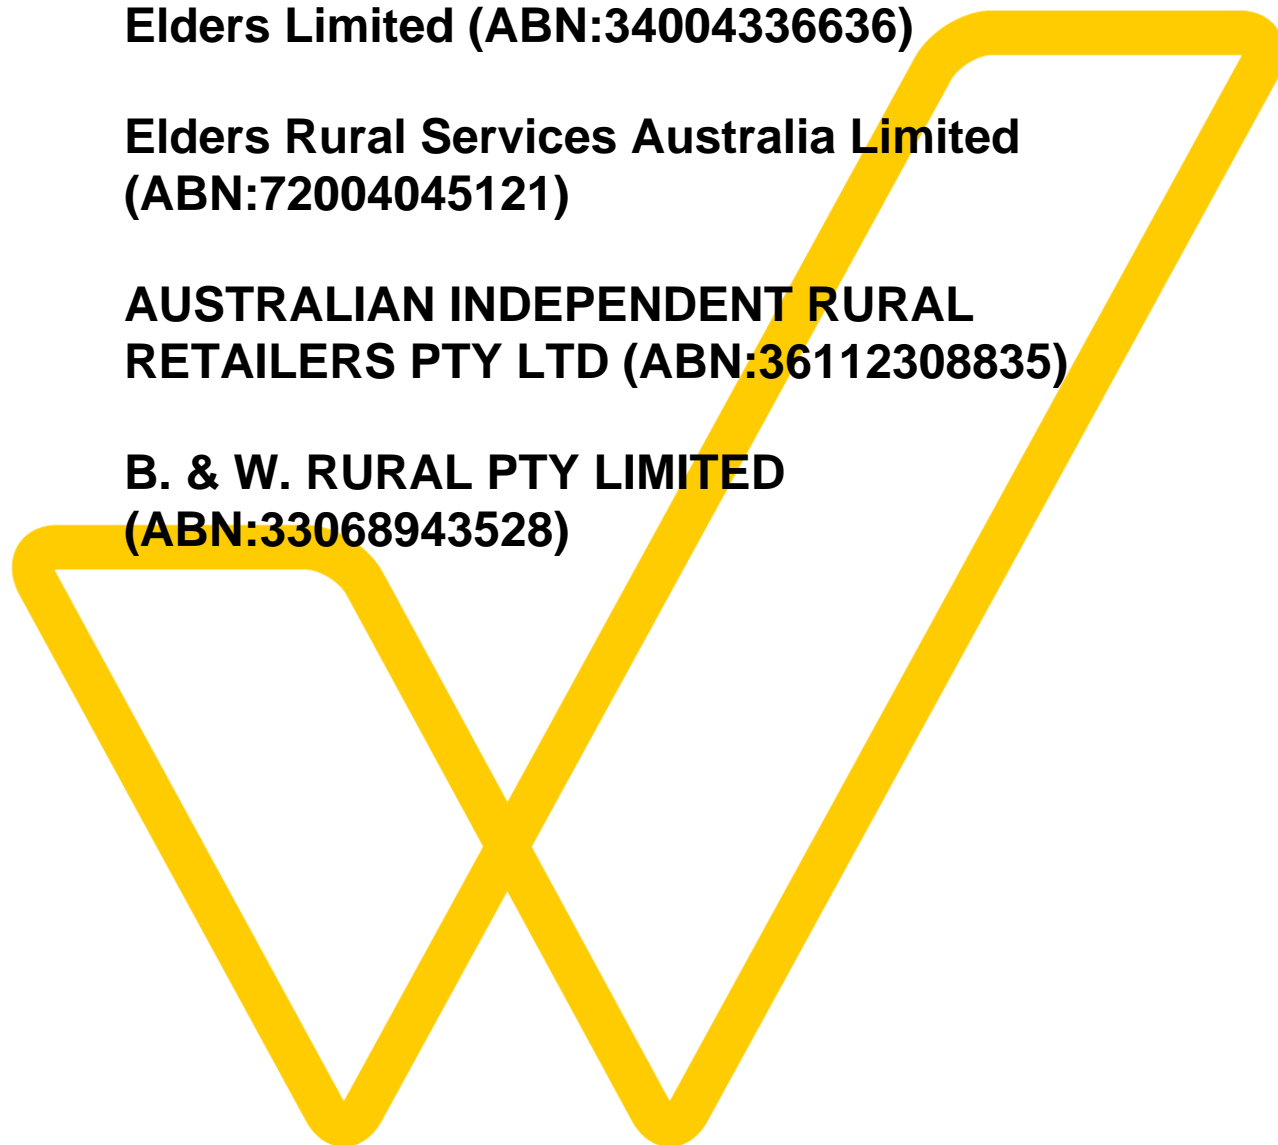 Elders Limited (ABN:34004336636)
Elders Rural Services Australia Limited
(ABN:72004045121)
AUSTRALIAN INDEPENDENT RURAL
RETAILERS PTY LTD (ABN:36112308835)
B. & W. RURAL PTY LIMITED
(ABN:33068943528)